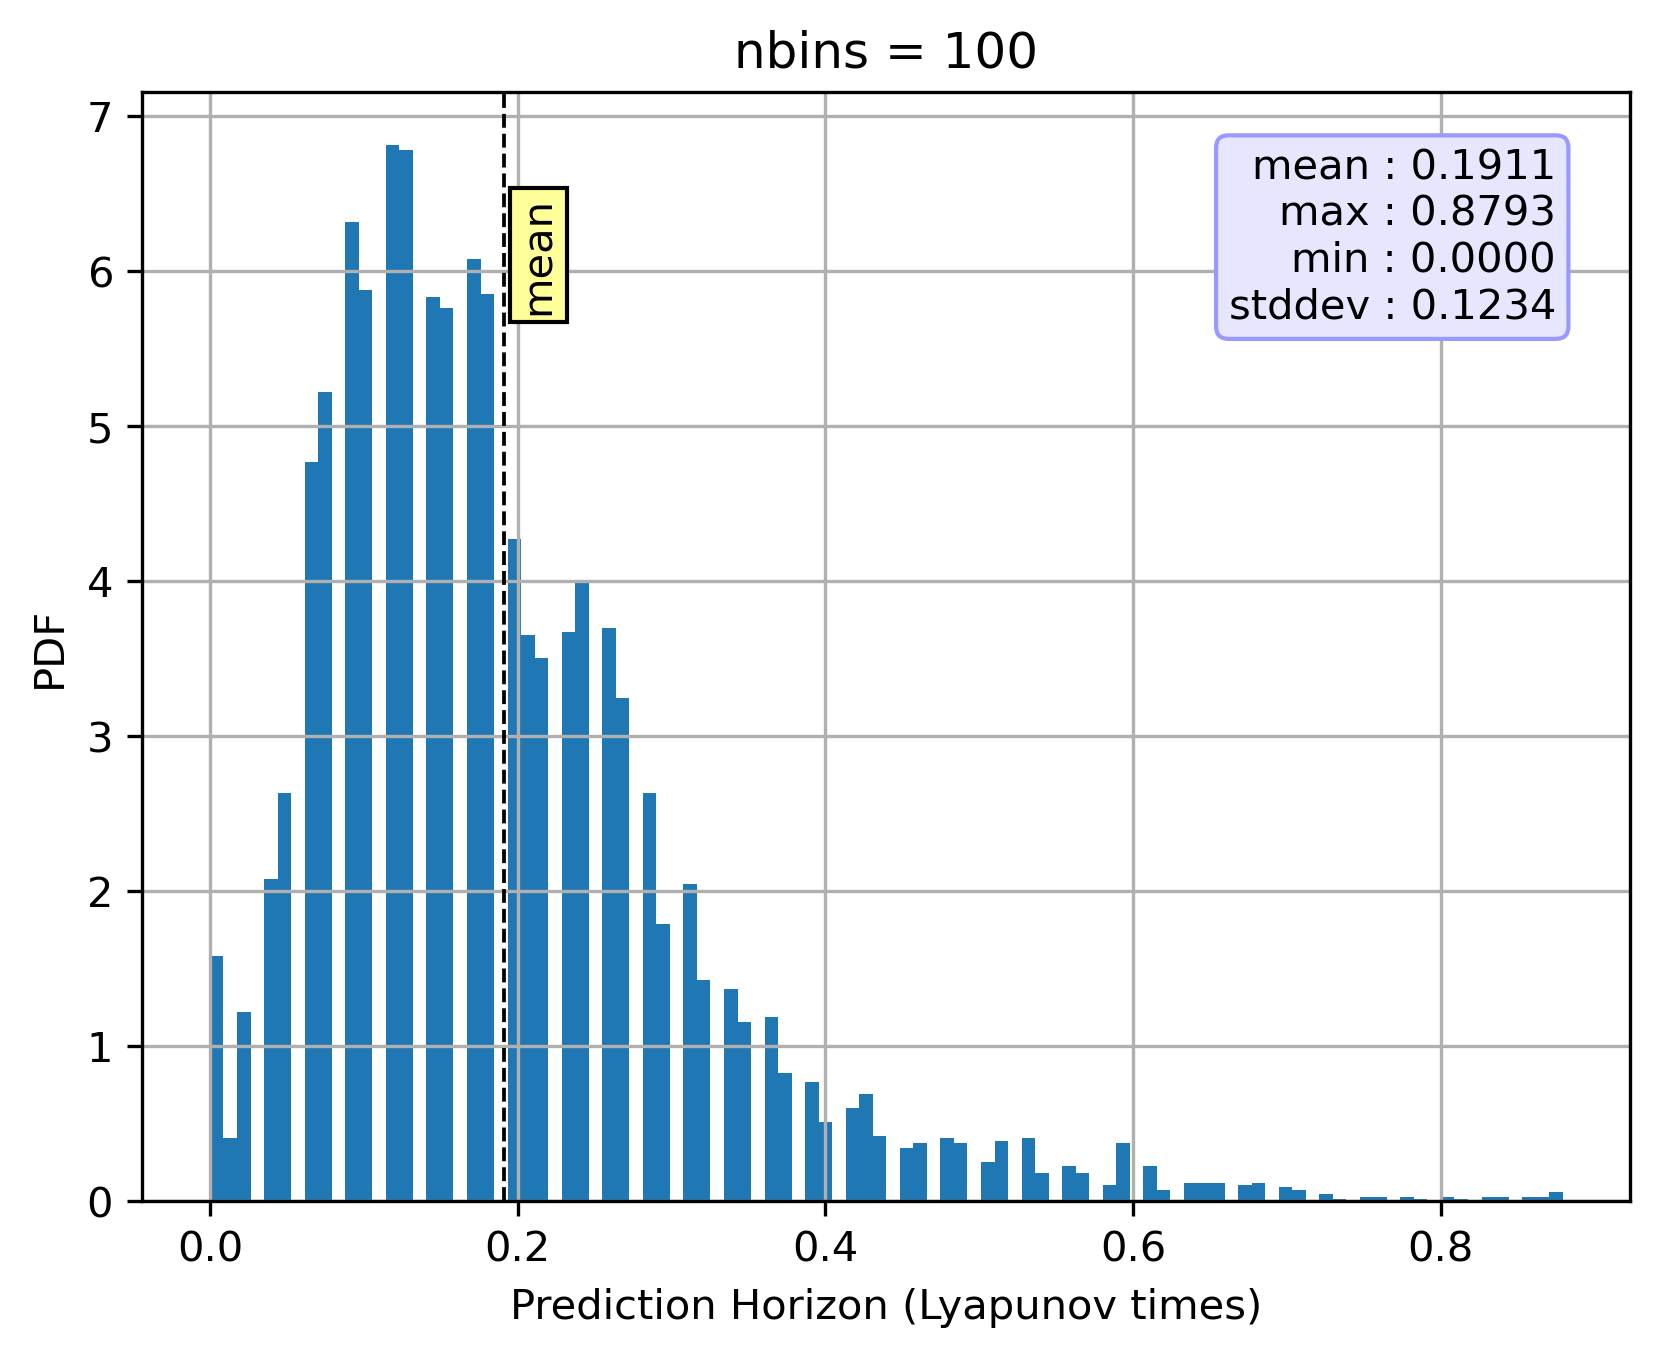 nbins = 100
7
6
5
4
3
2
1
0
PDF
mean
mean : 0.1911
max : 0.8793
min : 0.0000
stddev : 0.1234
0.0 0.2 0.4 0.6 0.8
Prediction Horizon (Lyapunov times)